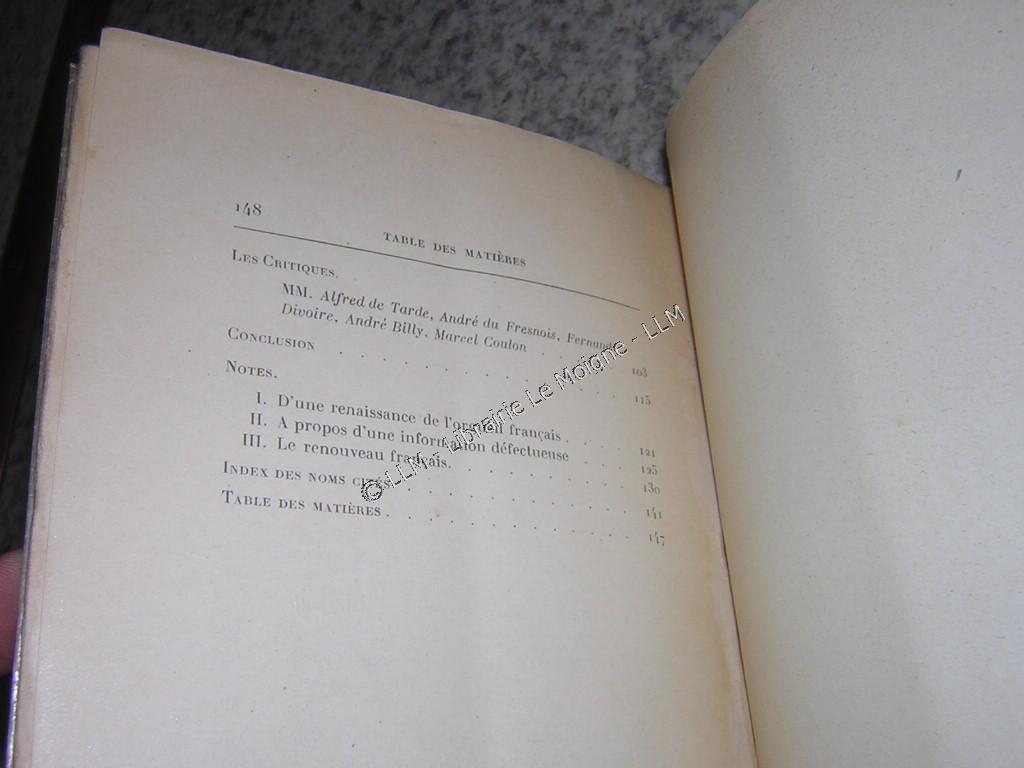 148
TABLE DES MATIÈRES
LES CRITIQUES.
MM. Alfred de Tarde, André du Fresnois, Fernand
Divoire, André Billy, Marcel Coulon . . . 103
CONCLUSION . . . . . . . . . . 115
NOTES.
I. D'une renaissance de l'orgueil français . . . . 121
II. A propos d'une information défectueuse . . . 125
III. Le renouveau français. . . . . . . . 130
INDEX DES NOMS CITÉS . . . . . . . . 141
TABLE DES MATIÈRES . . . . . . . . . 147
© LLM - Librairie Le Moigne - LLM